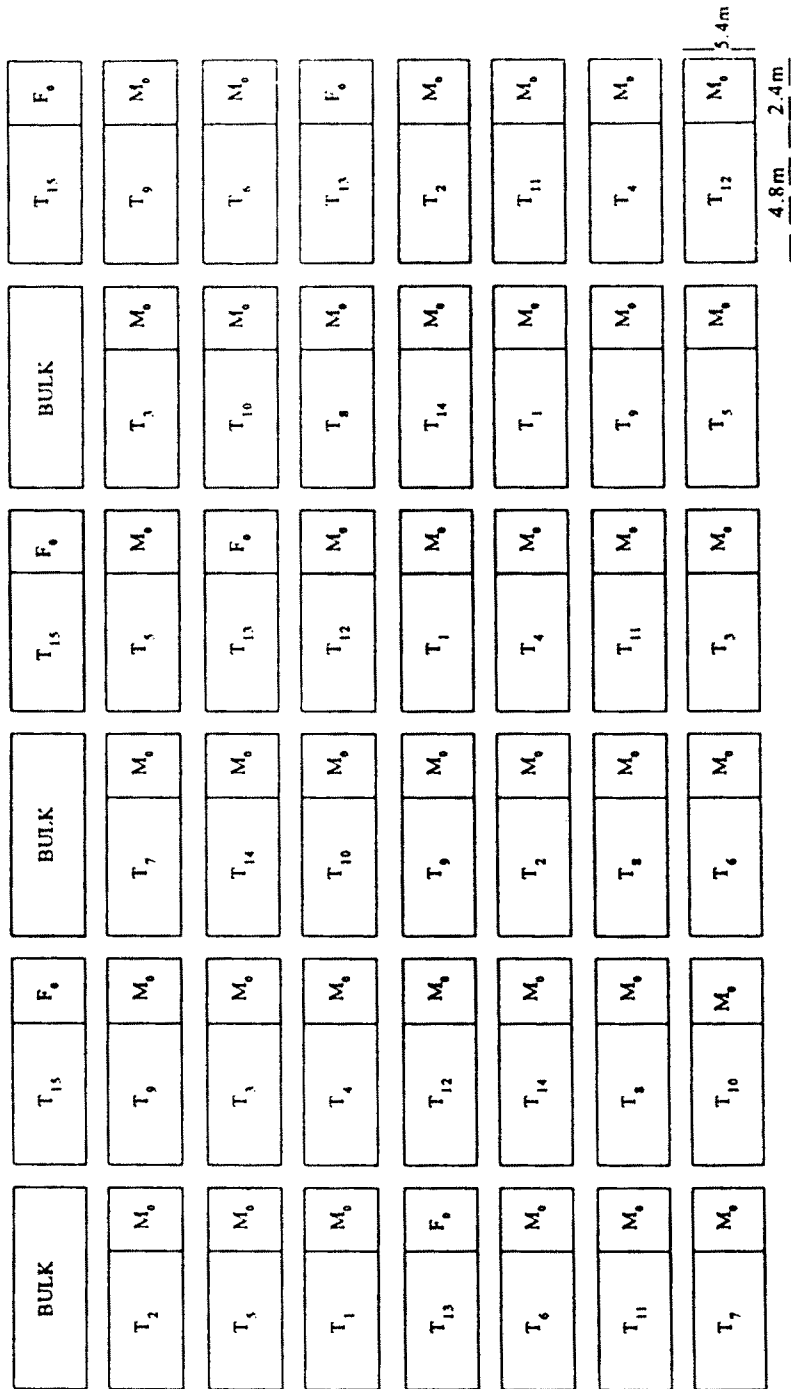 BULK T₁₅ F₀ BULK T₁₅ F₀ BULK T₁₅ F₀
T₂ M₀ T₉ M₀ T₇ M₀ T₅ M₀ T₃ M₀ T₉ M₀
T₅ M₀ T₃ M₀ T₁₄ M₀ T₁₃ F₀ T₁₀ M₀ T₆ M₀
T₁ M₀ T₄ M₀ T₁₀ M₀ T₁₂ M₀ T₈ M₀ T₁₃ F₀
T₁₃ F₀ T₁₂ M₀ T₉ M₀ T₁ M₀ T₁₄ M₀ T₂ M₀
T₆ M₀ T₁₄ M₀ T₂ M₀ T₄ M₀ T₁ M₀ T₁₁ M₀
T₁₁ M₀ T₈ M₀ T₈ M₀ T₁₁ M₀ T₉ M₀ T₄ M₀
T₇ M₀ T₁₀ M₀ T₆ M₀ T₃ M₀ T₅ M₀ T₁₂ M₀ 5.4m
4.8m 2.4m